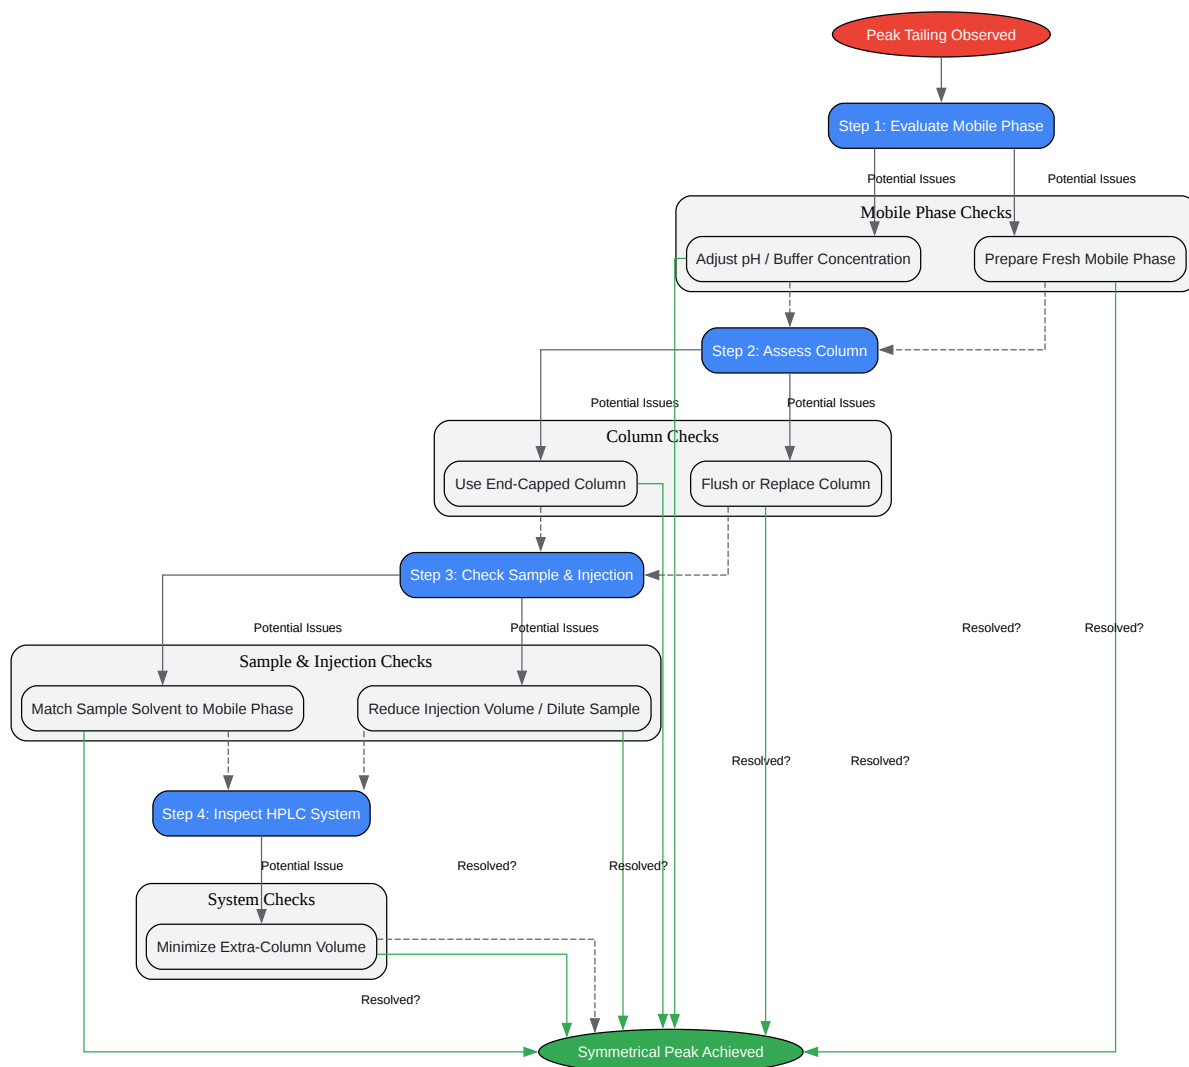 Peak Tailing Observed
Step 1: Evaluate Mobile Phase
Potential Issues
Potential Issues
Mobile Phase Checks
Adjust pH / Buffer Concentration
Prepare Fresh Mobile Phase
Step 2: Assess Column
Potential Issues
Potential Issues
Column Checks
Use End-Capped Column
Flush or Replace Column
Step 3: Check Sample & Injection
Potential Issues
Potential Issues
Resolved?
Resolved?
Sample & Injection Checks
Match Sample Solvent to Mobile Phase
Reduce Injection Volume / Dilute Sample
Resolved?
Resolved?
Step 4: Inspect HPLC System
Potential Issue
Resolved?
Resolved?
System Checks
Minimize Extra-Column Volume
Resolved?
Symmetrical Peak Achieved